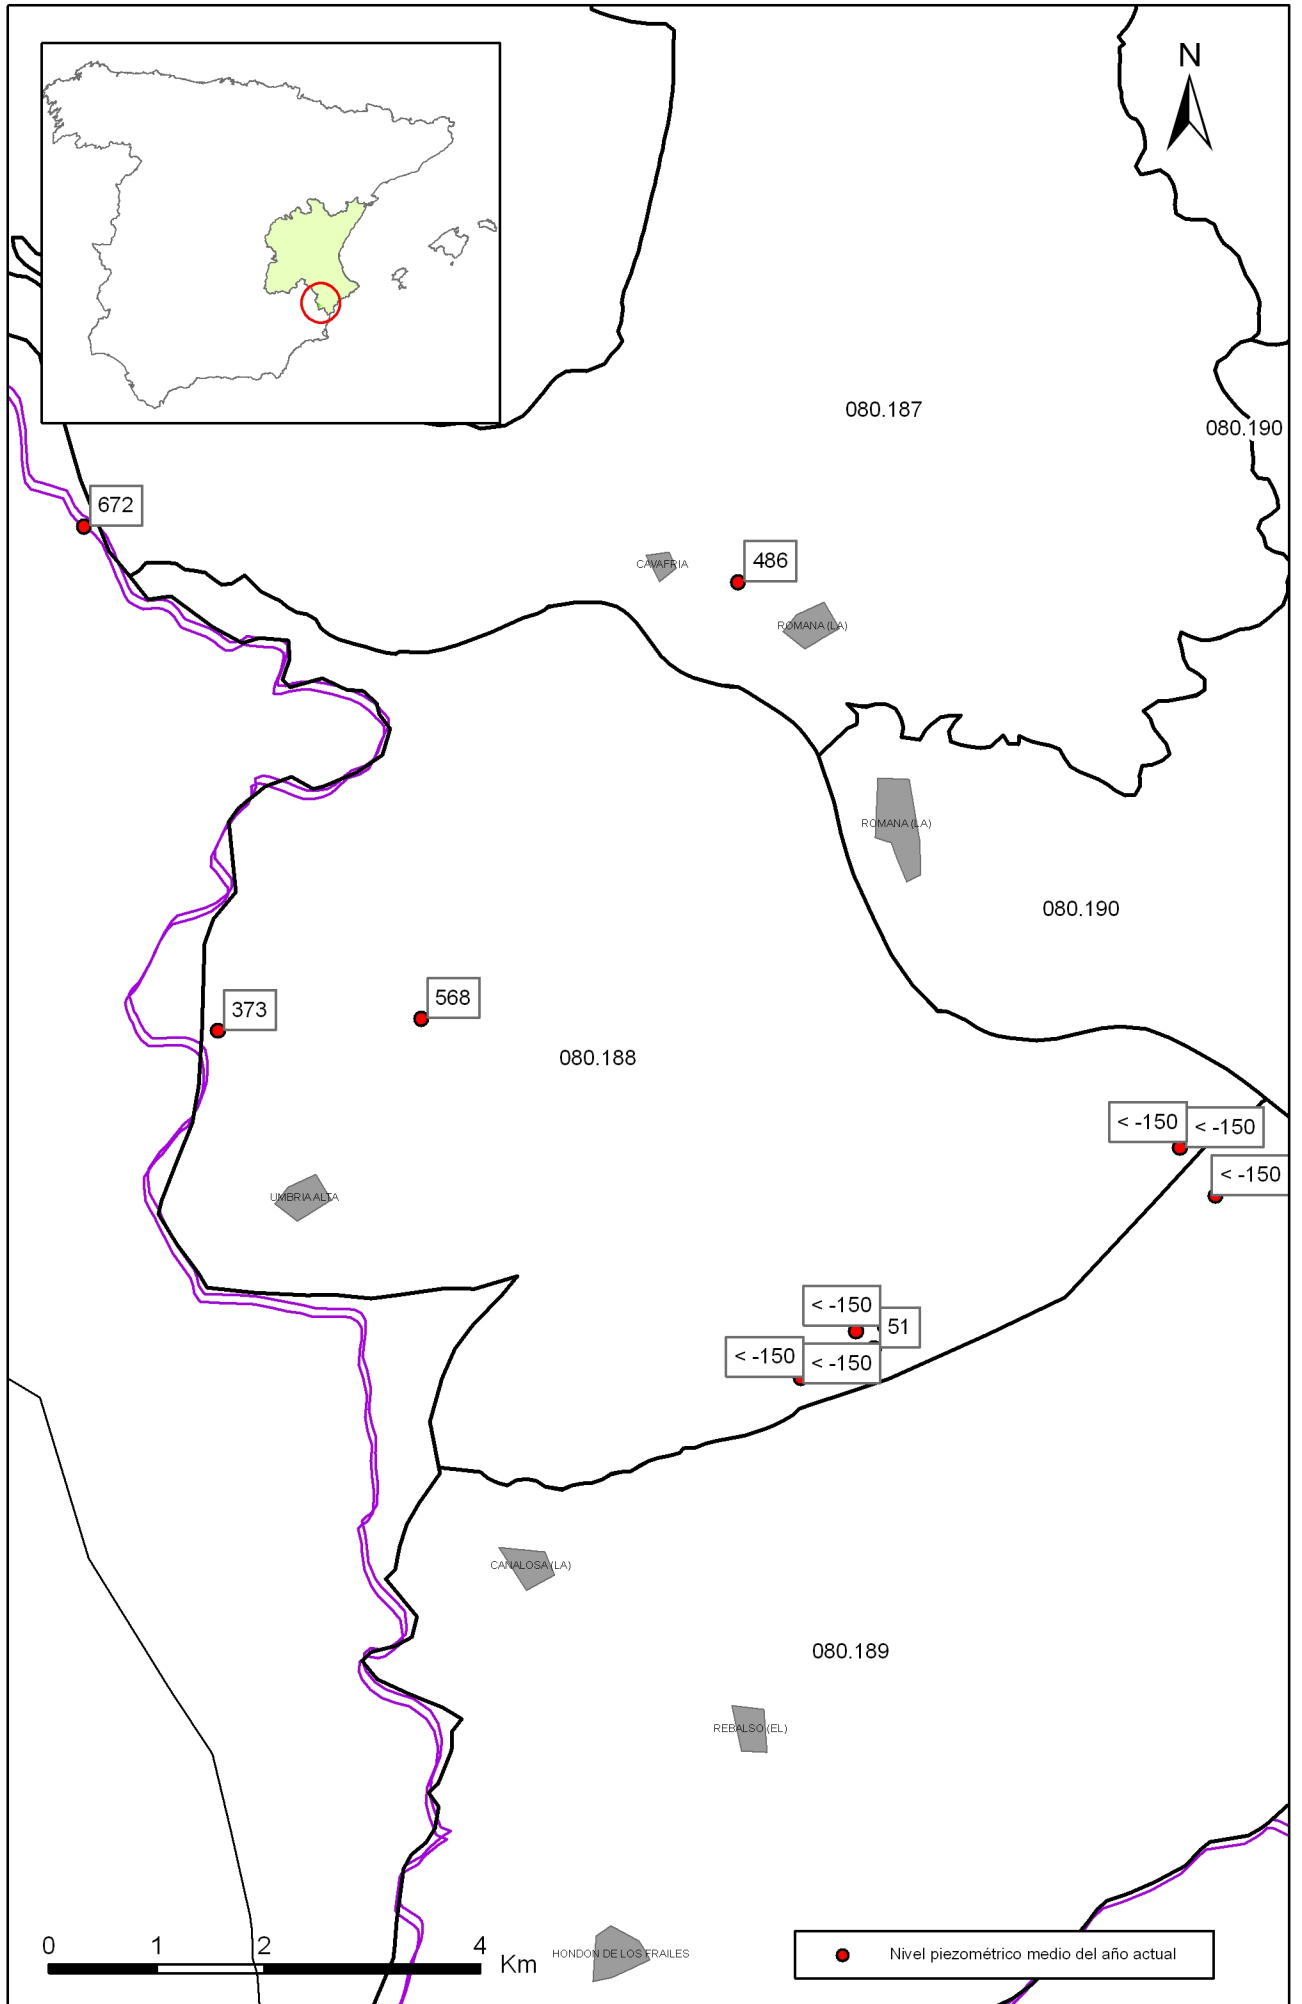 N
080.187
080.190
672
486
CAVAFRIA
ROMANA (LA)
ROMANA (LA)
080.190
568
373
080.188
< -150
< -150
< -150
UMBRIA ALTA
< -150
51
< -150
< -150
CANALOSA (LA)
080.189
REBALSO (EL)
HONDON DE LOS FRAILES
0 1 2 4 Km
Nivel piezométrico medio del año actual